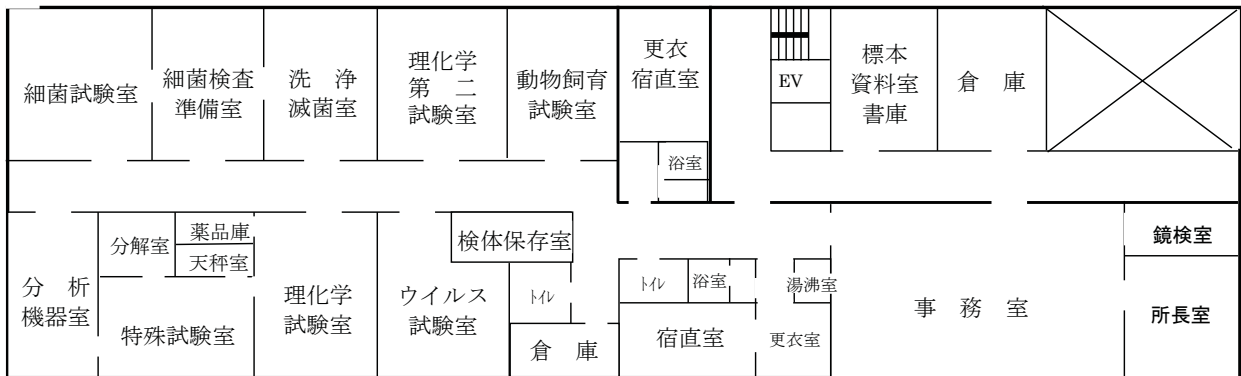 細菌試験室
細菌検査
準備室
洗 浄
滅菌室
理化学
第 二
試験室
動物飼育
試験室
更衣
宿直室
浴室
EV
標本
資料室
書庫
倉 庫
分 析
機器室
分解室
薬品庫
天秤室
特殊試験室
理化学
試験室
ウイルス
試験室
検体保存室
トイレ
倉 庫
トイレ
浴室
宿直室
湯沸室
更衣室
事 務 室
鏡検室
所長室